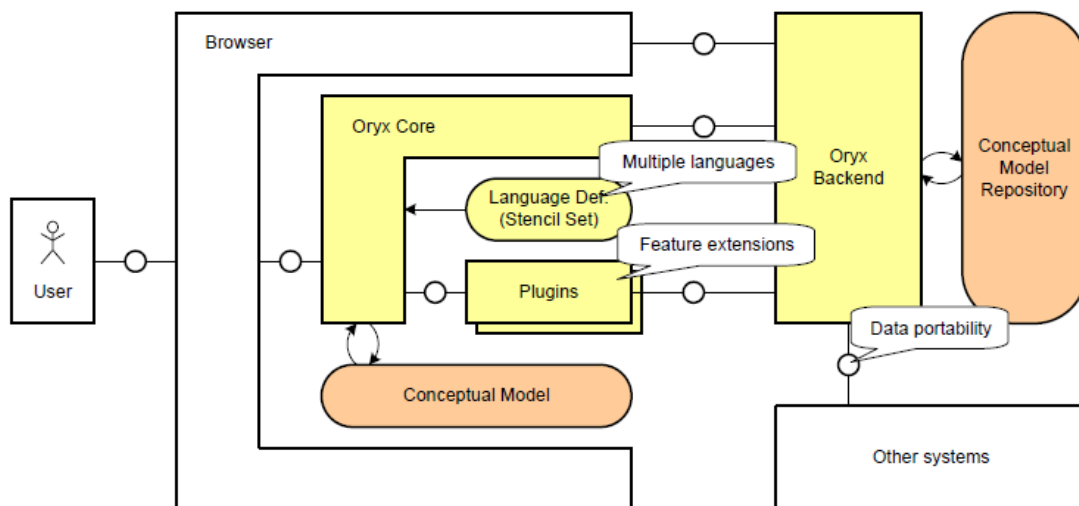 Browser
Oryx Core
Multiple languages
Language Def.
(Stencil Set)
Feature extensions
Plugins
User
Conceptual Model
Oryx
Backend
Conceptual
Model
Repository
Data portability
Other systems